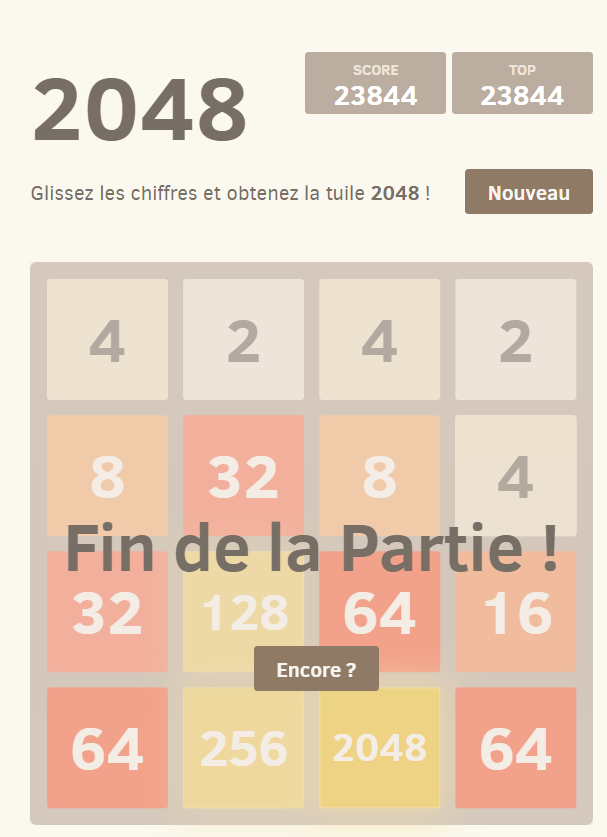 2048
SCORE
23844
TOP
23844
Glissez les chiffres et obtenez la tuile 2048 !
Nouveau
4 2 4 2
8 32 8 4
Fin de la Partie !
32 128 64 16
Encore ?
64 256 2048 64